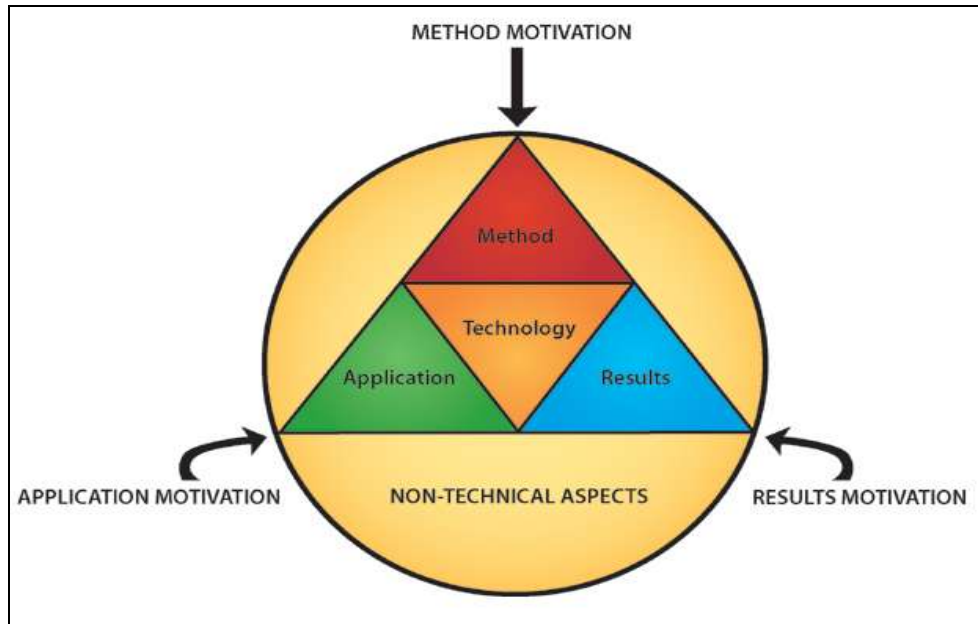 METHOD MOTIVATION
Method
Technology
Application
Results
APPLICATION MOTIVATION
NON-TECHNICAL ASPECTS
RESULTS MOTIVATION